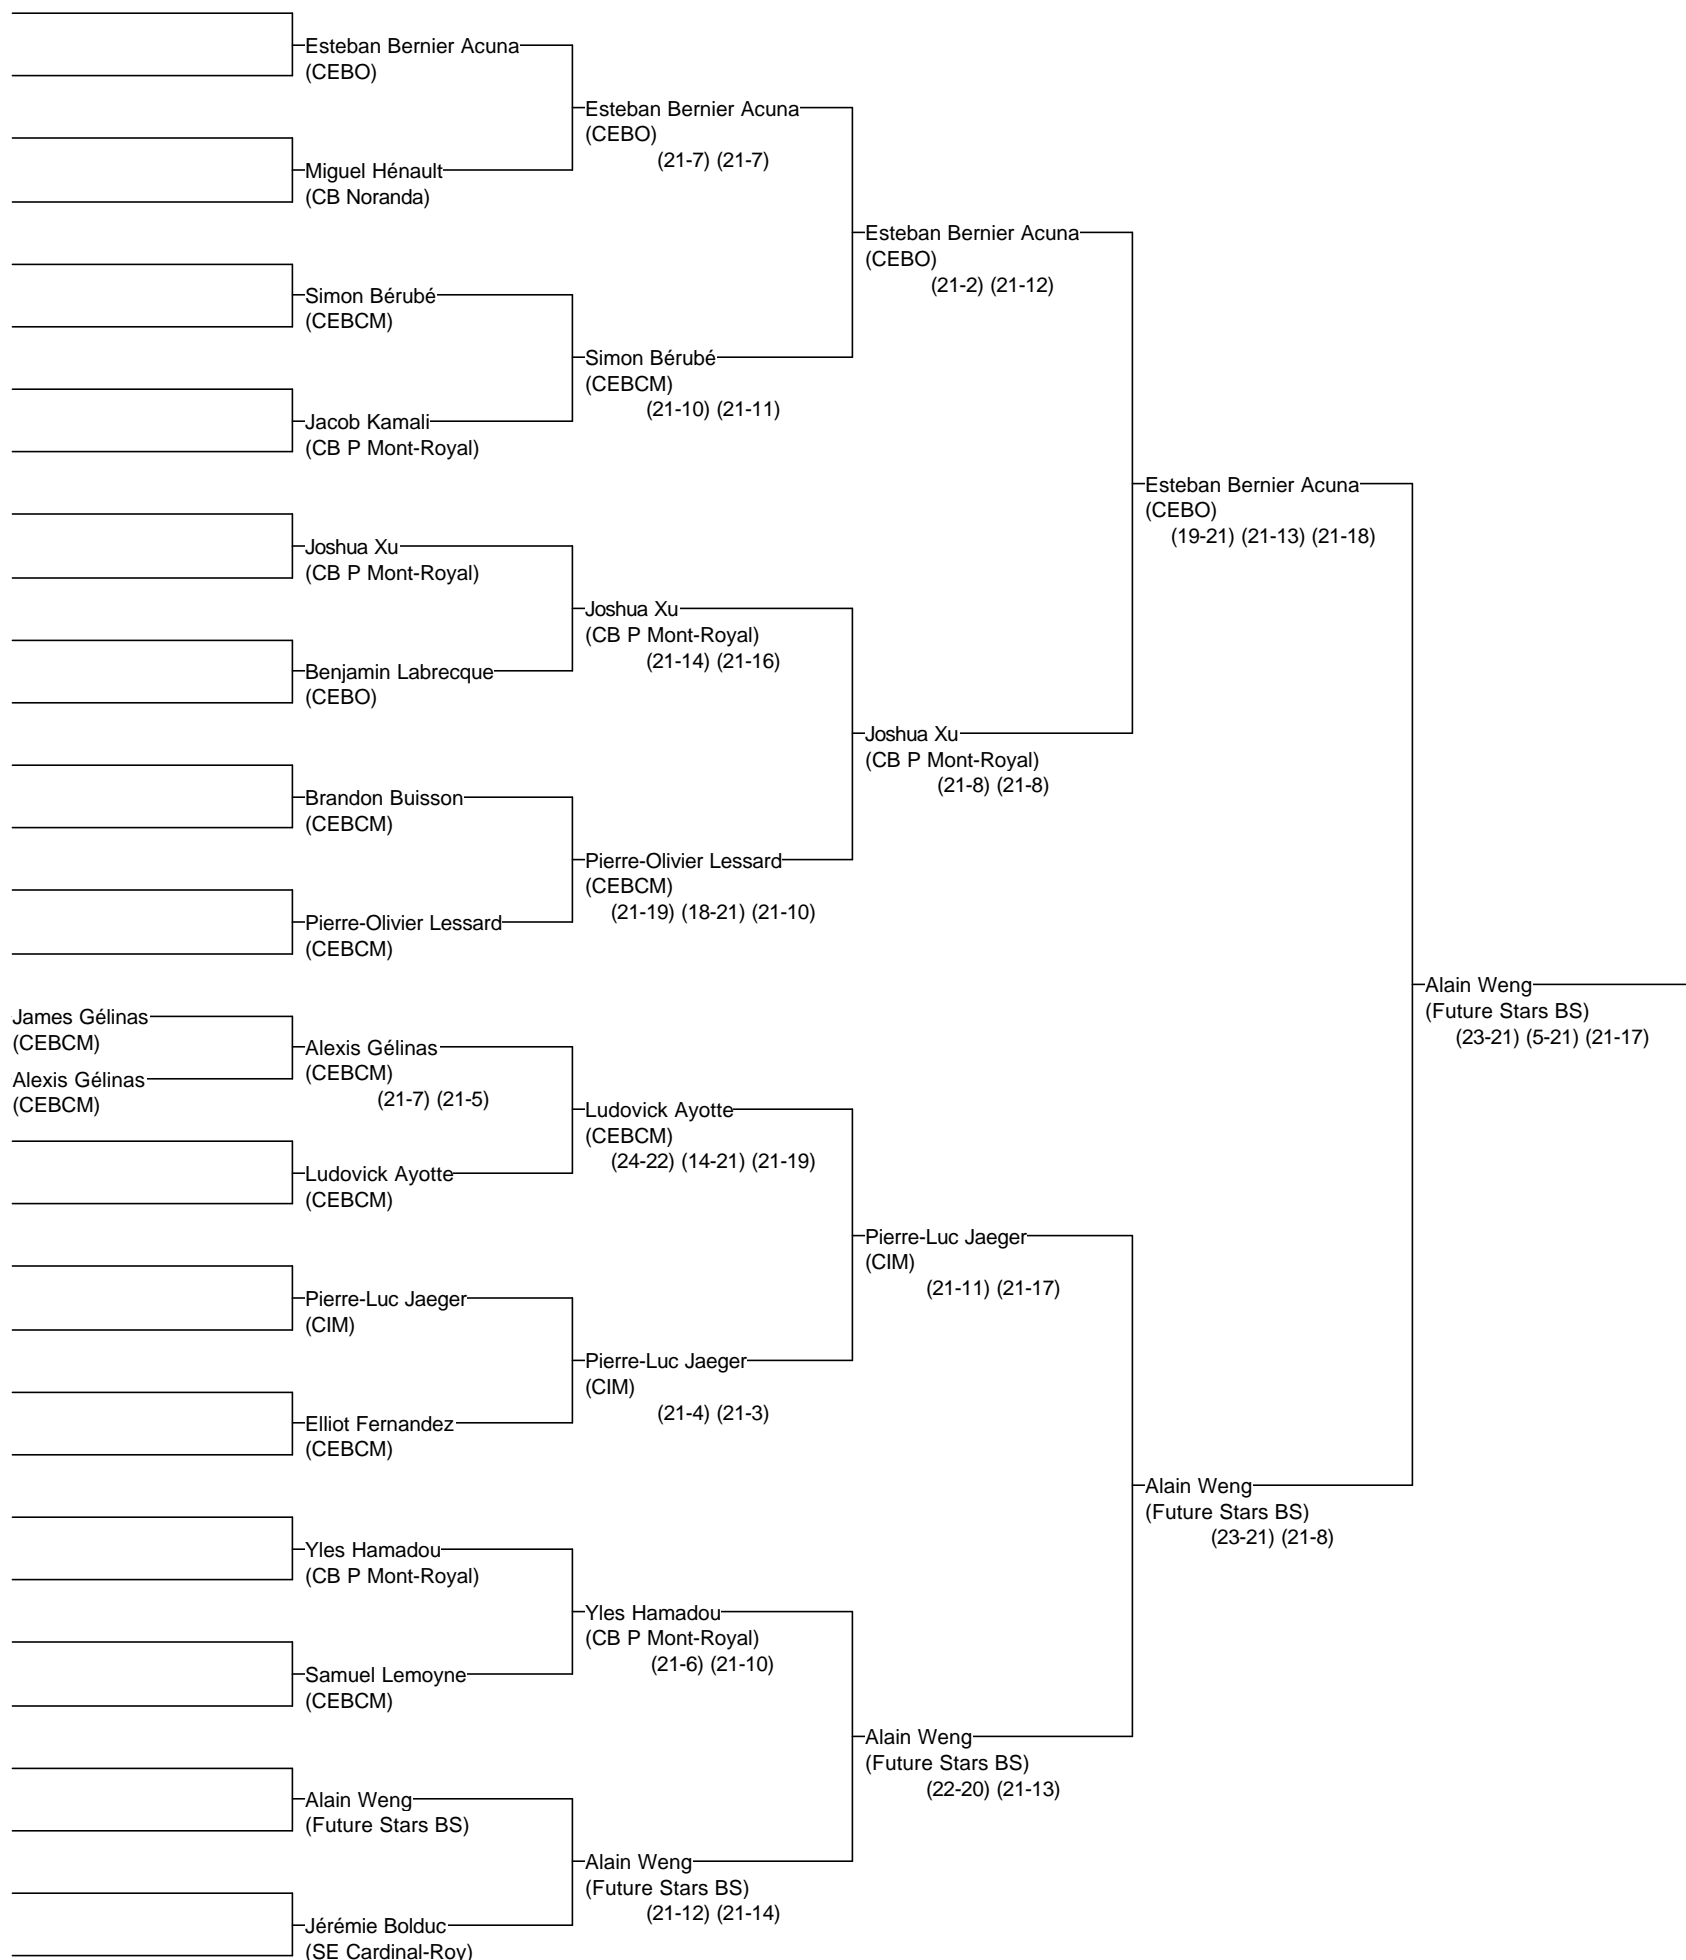 Esteban Bernier Acuna
(CEBO)
Esteban Bernier Acuna
(CEBO)
(21-7) (21-7)
Miguel Hénault
(CB Noranda)
Esteban Bernier Acuna
(CEBO)
(21-2) (21-12)
Simon Bérubé
(CEBCM)
Simon Bérubé
(CEBCM)
(21-10) (21-11)
Jacob Kamali
(CB P Mont-Royal)
Esteban Bernier Acuna
(CEBO)
(19-21) (21-13) (21-18)
Joshua Xu
(CB P Mont-Royal)
Joshua Xu
(CB P Mont-Royal)
(21-14) (21-16)
Benjamin Labrecque
(CEBO)
Joshua Xu
(CB P Mont-Royal)
(21-8) (21-8)
Brandon Buisson
(CEBCM)
Pierre-Olivier Lessard
(CEBCM)
(21-19) (18-21) (21-10)
Pierre-Olivier Lessard
(CEBCM)
Alain Weng
(Future Stars BS)
(23-21) (5-21) (21-17)
James Gélinas
(CEBCM)
Alexis Gélinas
(CEBCM)
(21-7) (21-5)
Alexis Gélinas
(CEBCM)
Ludovick Ayotte
(CEBCM)
(24-22) (14-21) (21-19)
Ludovick Ayotte
(CEBCM)
Pierre-Luc Jaeger
(CIM)
(21-11) (21-17)
Pierre-Luc Jaeger
(CIM)
Pierre-Luc Jaeger
(CIM)
(21-4) (21-3)
Elliot Fernandez
(CEBCM)
Alain Weng
(Future Stars BS)
(23-21) (21-8)
Yles Hamadou
(CB P Mont-Royal)
Yles Hamadou
(CB P Mont-Royal)
(21-6) (21-10)
Samuel Lemoyne
(CEBCM)
Alain Weng
(Future Stars BS)
(22-20) (21-13)
Alain Weng
(Future Stars BS)
Alain Weng
(Future Stars BS)
(21-12) (21-14)
Jérémie Bolduc
(SE Cardinal-Roy)